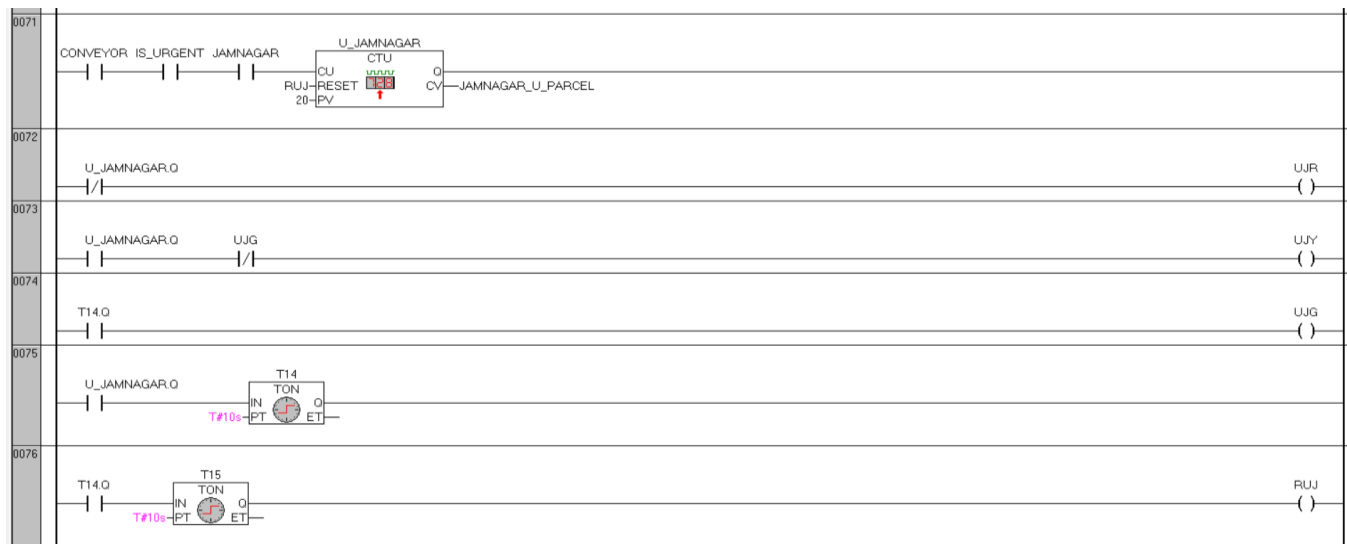 0071
CONVEYOR IS_URGENT JAMNAGAR
U_JAMNAGAR
CTU
CU Q
RUJ RESET CV JAMNAGAR_U_PARCEL
20 PV
0072
U_JAMNAGAR.Q UJR
0073
U_JAMNAGAR.Q UJG UJY
0074
T14.Q UJG
0075
T14
U_JAMNAGAR.Q TON
IN Q
T#10s PT ET
0076
T15
T14.Q TON RUJ
IN Q
T#10s PT ET